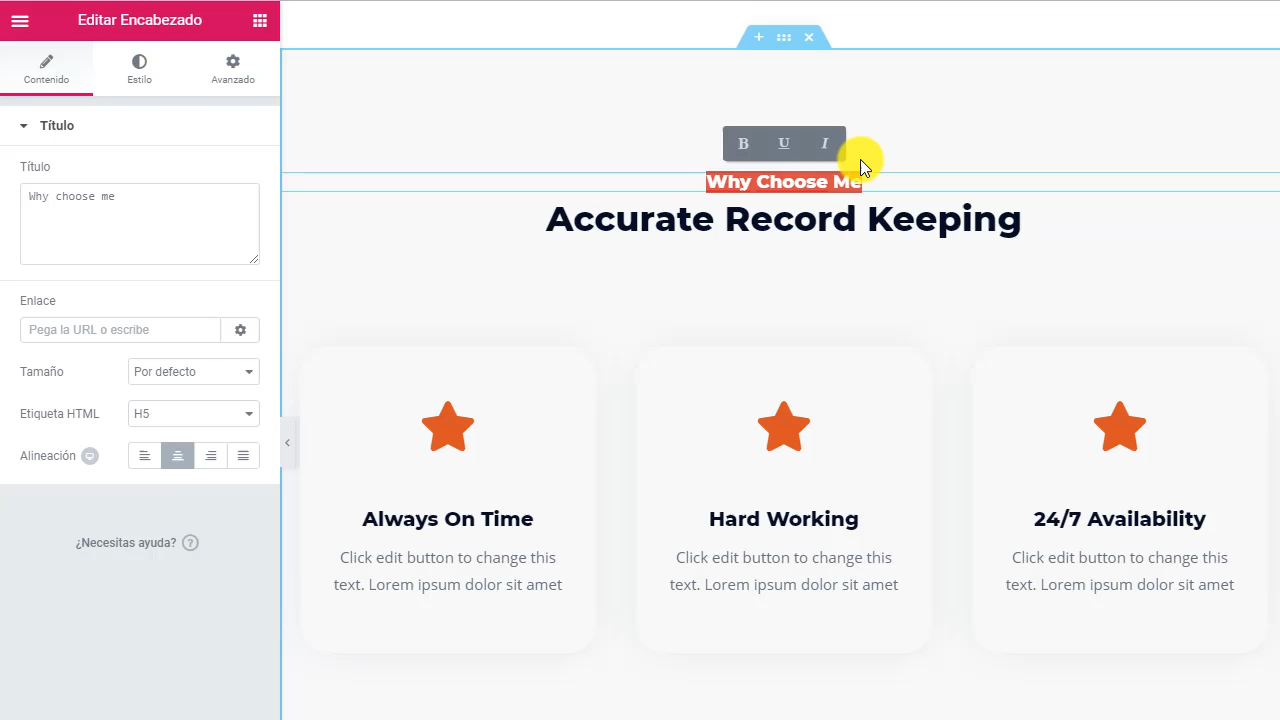 Editar Encabezado
Contenido
Estilo
Avanzado
Título
Título
Why choose me
Enlace
Pega la URL o escribe
Tamaño
Por defecto
Etiqueta HTML
H5
Alineación
¿Necesitas ayuda? ?
B U I
Why Choose Me
Accurate Record Keeping
Always On Time
Click edit button to change this
text. Lorem ipsum dolor sit amet
Hard Working
Click edit button to change this
text. Lorem ipsum dolor sit amet
24/7 Availability
Click edit button to change this
text. Lorem ipsum dolor sit amet